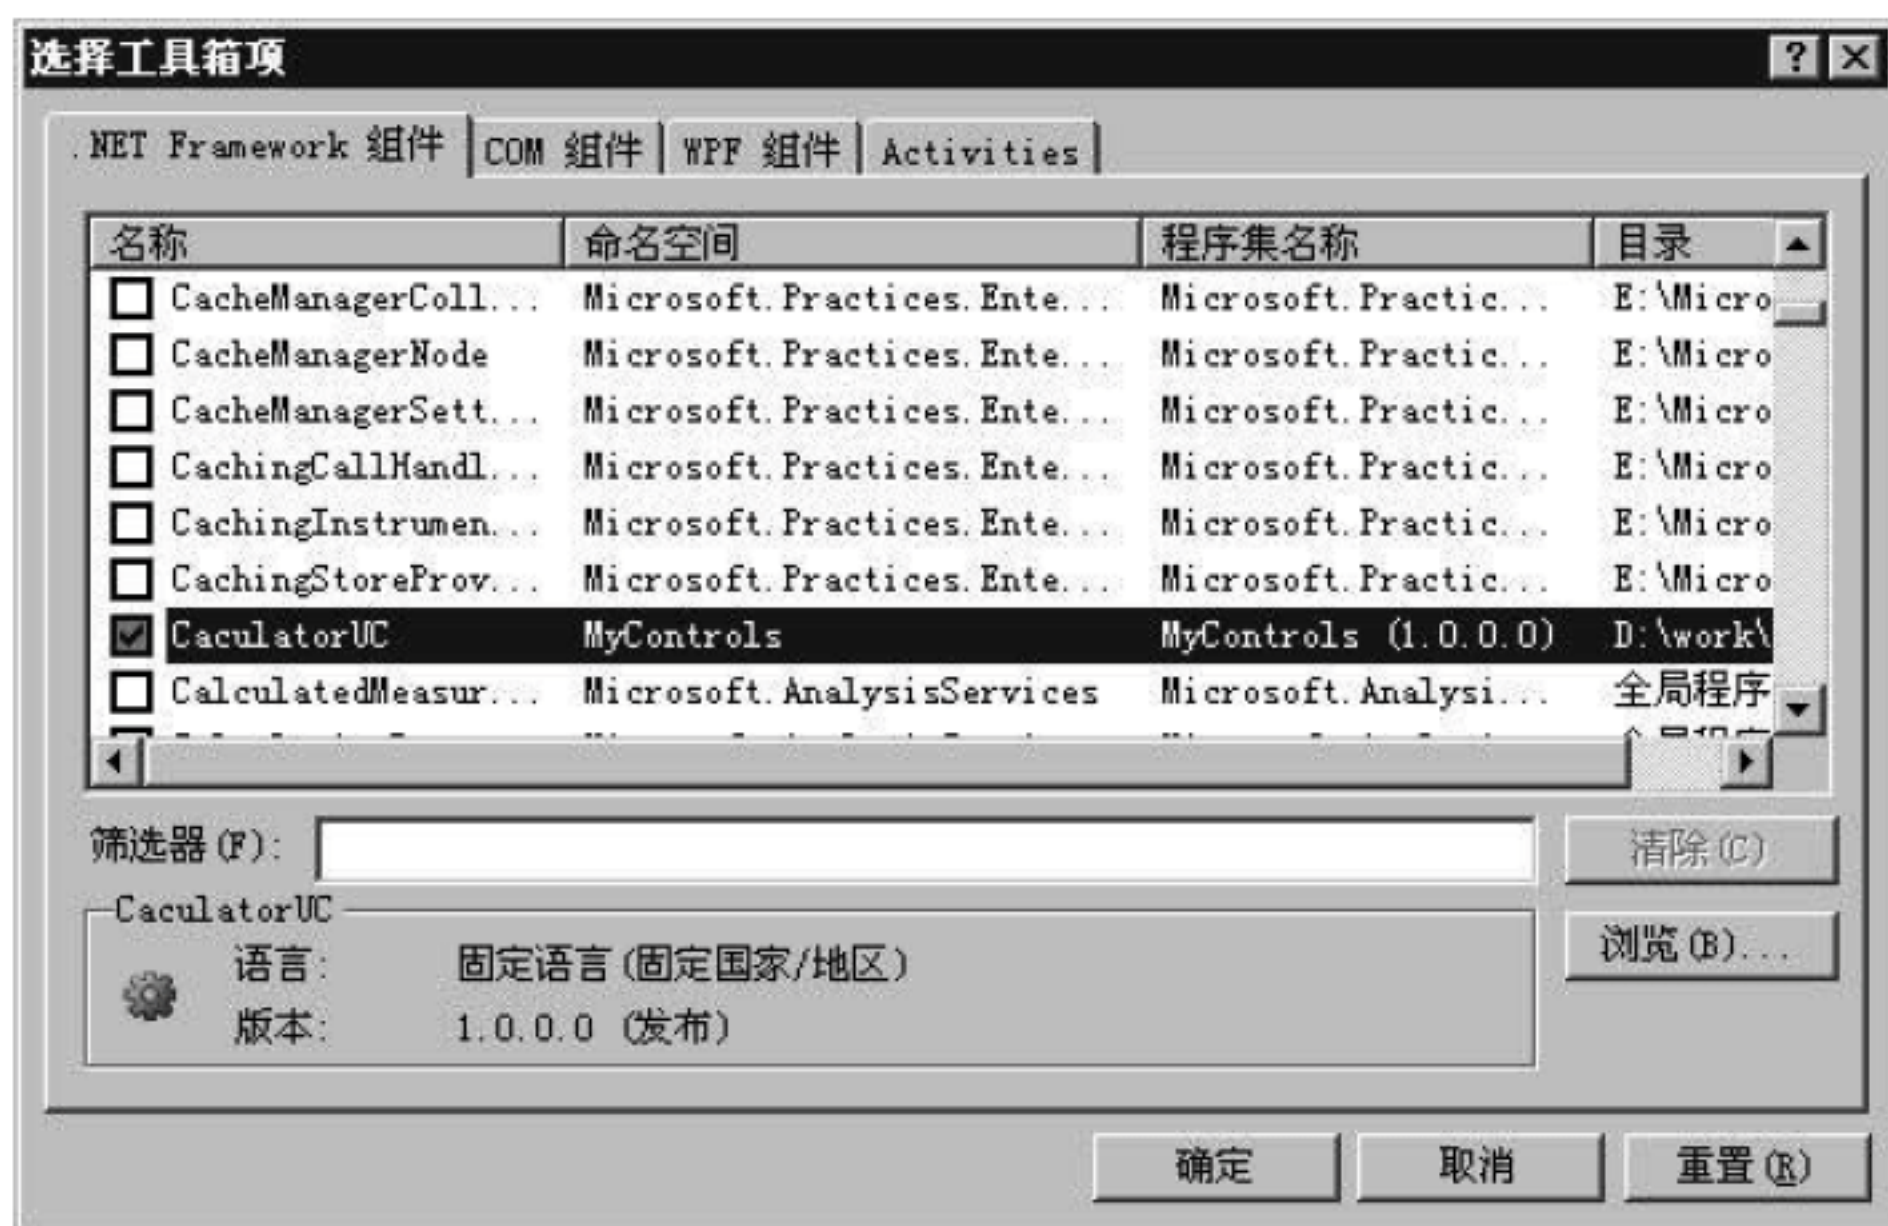 选择工具箱项
.NET Framework 组件 COM 组件 WPF 组件 Activities
名称 命名空间 程序集名称 目录
CacheManagerColl... Microsoft.Practices.Ente... Microsoft.Practic... E:\Micro
CacheManagerNode Microsoft.Practices.Ente... Microsoft.Practic... E:\Micro
CacheManagerSett... Microsoft.Practices.Ente... Microsoft.Practic... E:\Micro
CachingCallHandl... Microsoft.Practices.Ente... Microsoft.Practic... E:\Micro
CachingInstrumen... Microsoft.Practices.Ente... Microsoft.Practic... E:\Micro
CachingStoreProv... Microsoft.Practices.Ente... Microsoft.Practic... E:\Micro
CaculatorUC MyControls MyControls (1.0.0.0) D:\work\
CalculatedMeasur... Microsoft.AnalysisServices Microsoft.Analysi... 全局程序
筛选器(F): 清除(C)
CaculatorUC
语言: 固定语言(固定国家/地区) 浏览(B)...
版本: 1.0.0.0 (发布)
确定 取消 重置(R)